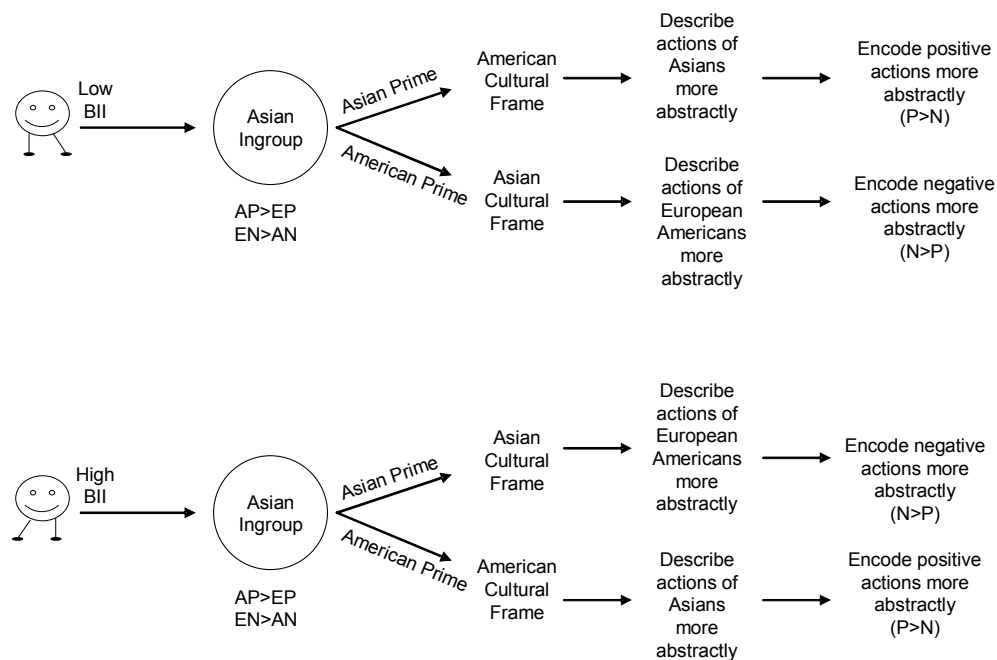 Low
BII
Asian
Ingroup
AP>EP
EN>AN
Asian Prime
American Prime
American
Cultural
Frame
Describe
actions of
Asians
more
abstractly
Encode positive
actions more
abstractly
(P>N)
Asian
Cultural
Frame
Describe
actions of
European
Americans
more
abstractly
Encode negative
actions more
abstractly
(N>P)
High
BII
Asian
Ingroup
AP>EP
EN>AN
Asian Prime
American Prime
Asian
Cultural
Frame
Describe
actions of
European
Americans
more
abstractly
Encode negative
actions more
abstractly
(N>P)
American
Cultural
Frame
Describe
actions of
Asians
more
abstractly
Encode positive
actions more
abstractly
(P>N)